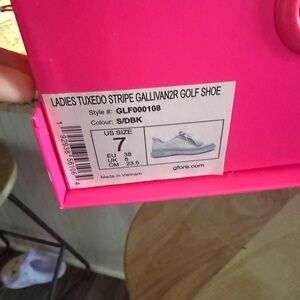 LADIES TUXEDO STRIPE GALLIVAN2R GOLF SHOE
Style #: GLF000108
Colour: S/DBK
US SIZE
7
EU 38
UK 5
CM 23.5
Made in Vietnam
gfore.com